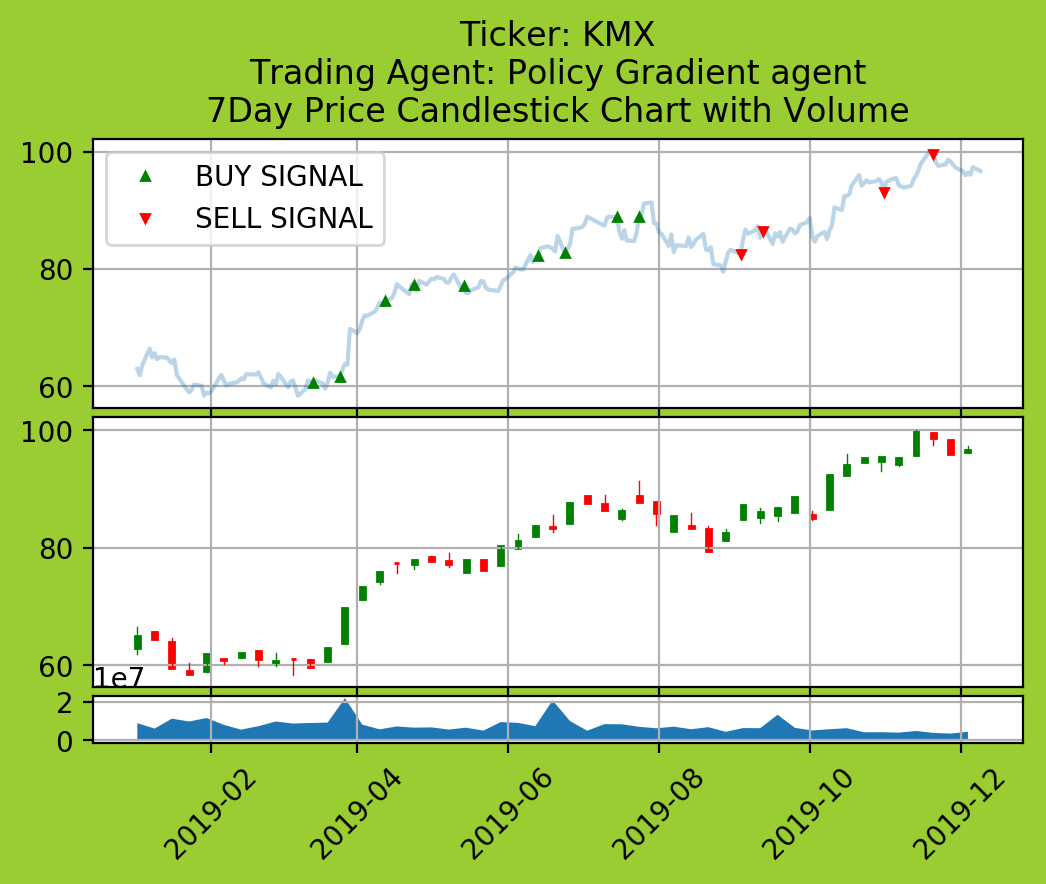 Ticker: KMX
Trading Agent: Policy Gradient agent
7Day Price Candlestick Chart with Volume
100
80
60
BUY SIGNAL
SELL SIGNAL
100
80
60
1e7
2
0
2019-02
2019-04
2019-06
2019-08
2019-10
2019-12